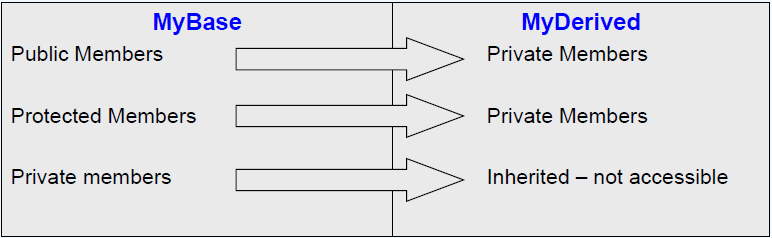 MyBase MyDerived
Public Members Private Members
Protected Members Private Members
Private members Inherited – not accessible